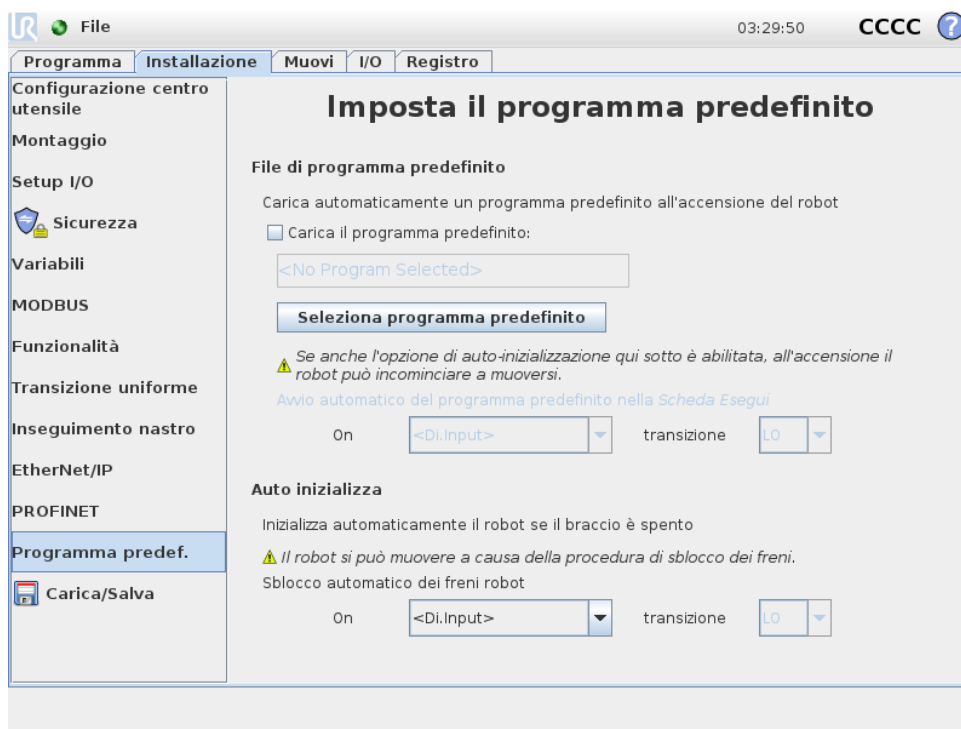 UR File 03:29:50 CCCC ?
Programma Installazione Muovi I/O Registro
Configurazione centro
utensile
Montaggio
Setup I/O
Sicurezza
Variabili
MODBUS
Funzionalità
Transizione uniforme
Inseguimento nastro
EtherNet/IP
PROFINET
Programma predef.
Carica/Salva
Imposta il programma predefinito
File di programma predefinito
Carica automaticamente un programma predefinito all'accensione del robot
Carica il programma predefinito:
<No Program Selected>
Seleziona programma predefinito
Se anche l'opzione di auto-inizializzazione qui sotto è abilitata, all'accensione il
robot può incominciare a muoversi.
Avvio automatico del programma predefinito nella Scheda Esegui
On <Di.Input> transizione LO
Auto inizializza
Inizializza automaticamente il robot se il braccio è spento
Il robot si può muovere a causa della procedura di sblocco dei freni.
Sblocco automatico dei freni robot
On <Di.Input> transizione LO